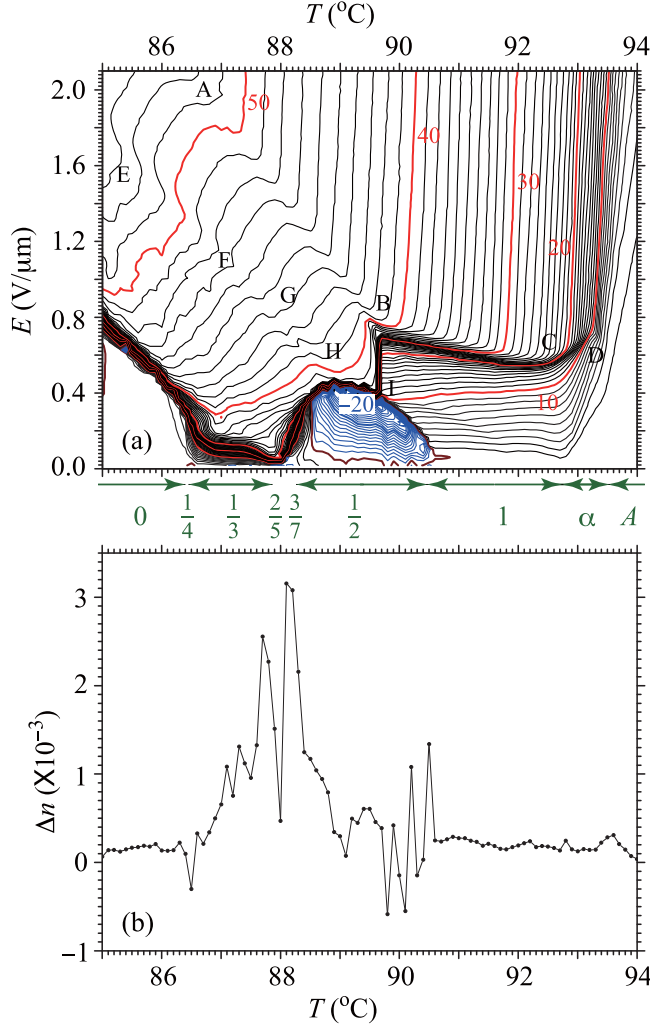 T (°C)
86 88 90 92 94
2.0
1.6
1.2
0.8
0.4
0.0
E (V/μm)
A
50
E
40
30
F
20
G
B
H
C
D
I
10
−20
(a)
0 1/4 1/3 2/5 3/7 1/2 1 α A
3
2
1
0
−1
Δn (X10⁻³)
(b)
86 88 90 92 94
T (°C)